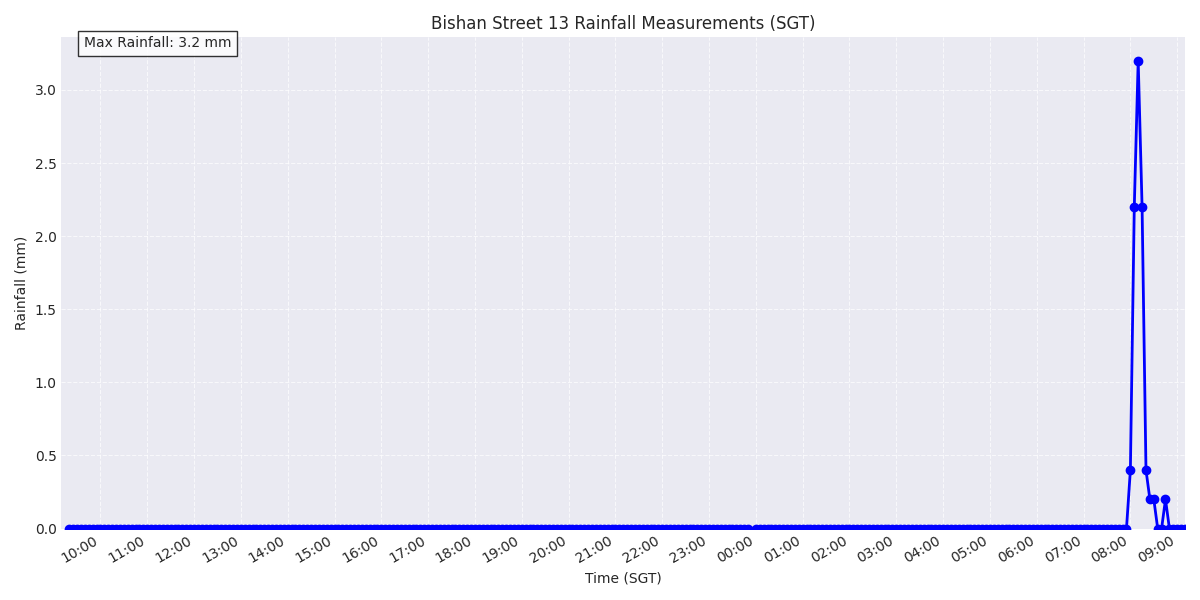 Bishan Street 13 Rainfall Measurements (SGT)
Max Rainfall: 3.2 mm
3.0
2.5
2.0
1.5
1.0
0.5
0.0
Rainfall (mm)
10:00 11:00 12:00 13:00 14:00 15:00 16:00 17:00 18:00 19:00 20:00 21:00 22:00 23:00 00:00 01:00 02:00 03:00 04:00 05:00 06:00 07:00 08:00 09:00
Time (SGT)